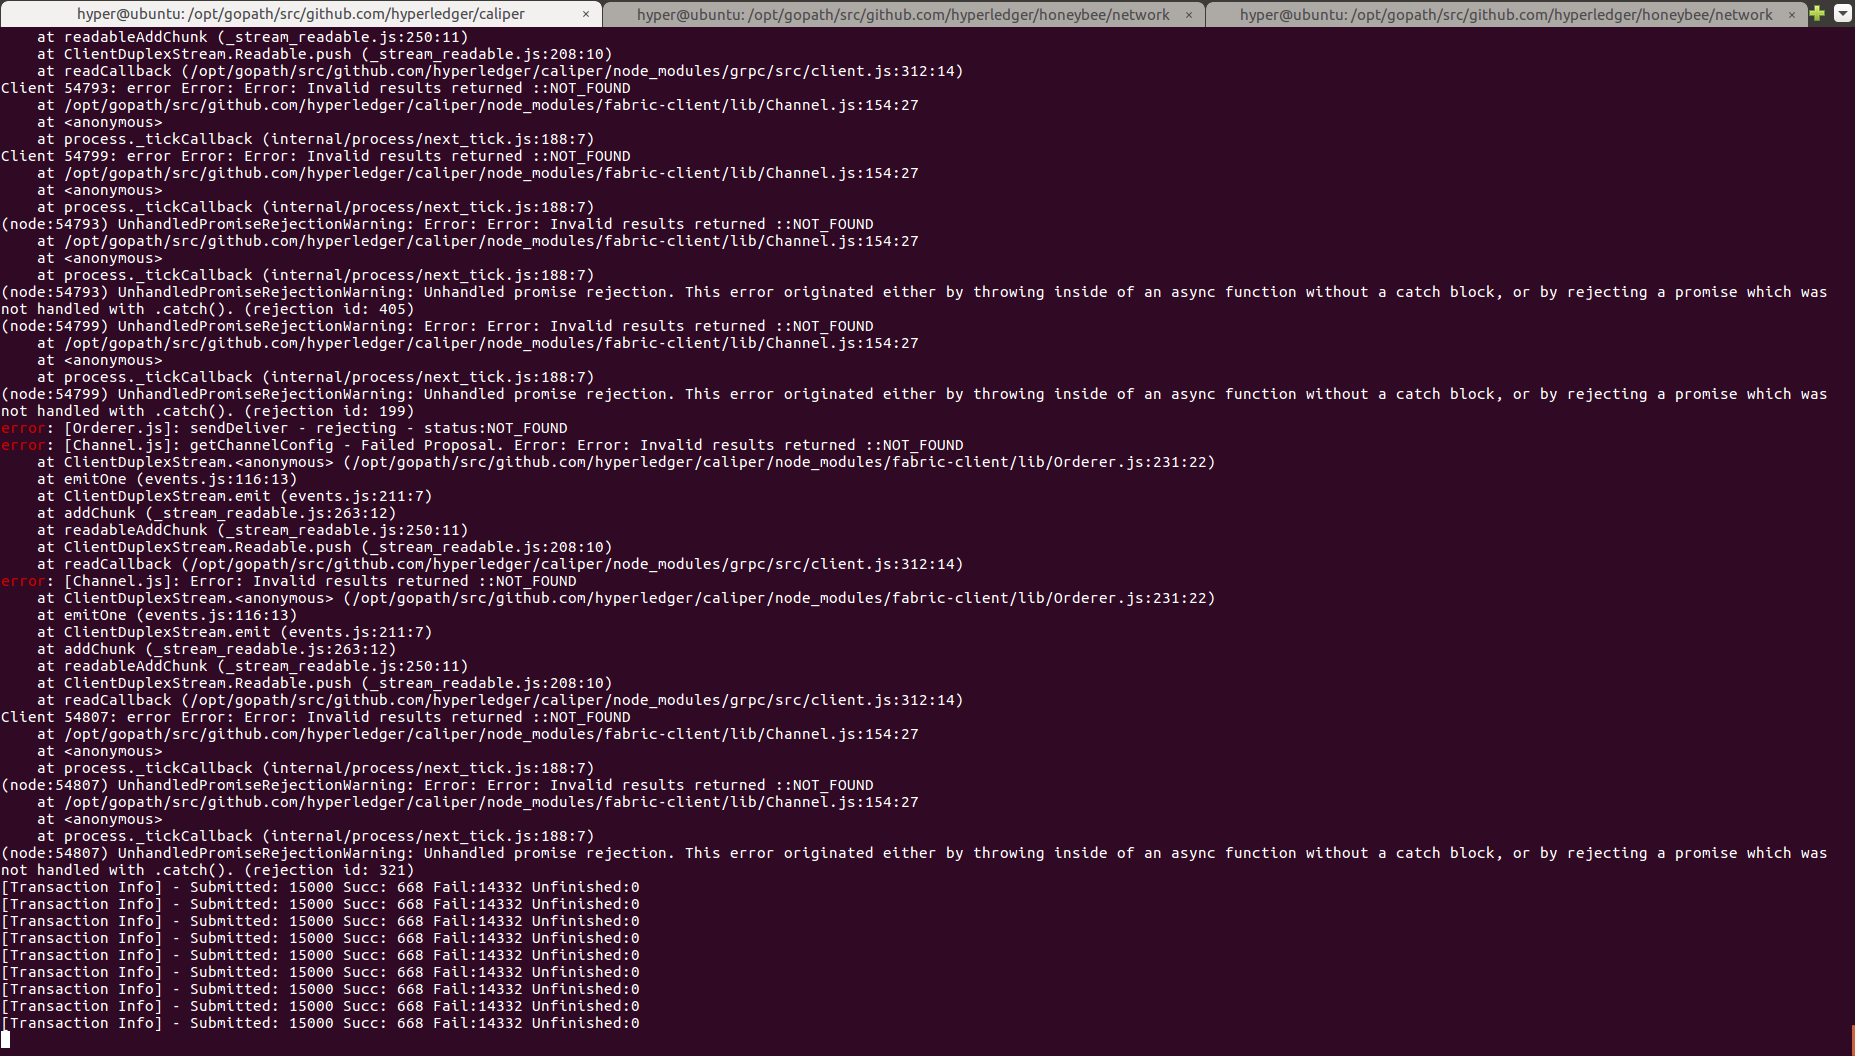 hyper@ubuntu: /opt/gopath/src/github.com/hyperledger/caliper × hyper@ubuntu: /opt/gopath/src/github.com/hyperledger/honeybee/network × hyper@ubuntu: /opt/gopath/src/github.com/hyperledger/honeybee/network ×
    at readableAddChunk (_stream_readable.js:250:11)
    at ClientDuplexStream.Readable.push (_stream_readable.js:208:10)
    at readCallback (/opt/gopath/src/github.com/hyperledger/caliper/node_modules/grpc/src/client.js:312:14)
Client 54793: error Error: Error: Invalid results returned ::NOT_FOUND
    at /opt/gopath/src/github.com/hyperledger/caliper/node_modules/fabric-client/lib/Channel.js:154:27
    at <anonymous>
    at process._tickCallback (internal/process/next_tick.js:188:7)
Client 54799: error Error: Error: Invalid results returned ::NOT_FOUND
    at /opt/gopath/src/github.com/hyperledger/caliper/node_modules/fabric-client/lib/Channel.js:154:27
    at <anonymous>
    at process._tickCallback (internal/process/next_tick.js:188:7)
(node:54793) UnhandledPromiseRejectionWarning: Error: Error: Invalid results returned ::NOT_FOUND
    at /opt/gopath/src/github.com/hyperledger/caliper/node_modules/fabric-client/lib/Channel.js:154:27
    at <anonymous>
    at process._tickCallback (internal/process/next_tick.js:188:7)
(node:54793) UnhandledPromiseRejectionWarning: Unhandled promise rejection. This error originated either by throwing inside of an async function without a catch block, or by rejecting a promise which was
not handled with .catch(). (rejection id: 405)
(node:54799) UnhandledPromiseRejectionWarning: Error: Error: Invalid results returned ::NOT_FOUND
    at /opt/gopath/src/github.com/hyperledger/caliper/node_modules/fabric-client/lib/Channel.js:154:27
    at <anonymous>
    at process._tickCallback (internal/process/next_tick.js:188:7)
(node:54799) UnhandledPromiseRejectionWarning: Unhandled promise rejection. This error originated either by throwing inside of an async function without a catch block, or by rejecting a promise which was
not handled with .catch(). (rejection id: 199)
error: [Orderer.js]: sendDeliver - rejecting - status:NOT_FOUND
error: [Channel.js]: getChannelConfig - Failed Proposal. Error: Error: Invalid results returned ::NOT_FOUND
    at ClientDuplexStream.<anonymous> (/opt/gopath/src/github.com/hyperledger/caliper/node_modules/fabric-client/lib/Orderer.js:231:22)
    at emitOne (events.js:116:13)
    at ClientDuplexStream.emit (events.js:211:7)
    at addChunk (_stream_readable.js:263:12)
    at readableAddChunk (_stream_readable.js:250:11)
    at ClientDuplexStream.Readable.push (_stream_readable.js:208:10)
    at readCallback (/opt/gopath/src/github.com/hyperledger/caliper/node_modules/grpc/src/client.js:312:14)
error: [Channel.js]: Error: Invalid results returned ::NOT_FOUND
    at ClientDuplexStream.<anonymous> (/opt/gopath/src/github.com/hyperledger/caliper/node_modules/fabric-client/lib/Orderer.js:231:22)
    at emitOne (events.js:116:13)
    at ClientDuplexStream.emit (events.js:211:7)
    at addChunk (_stream_readable.js:263:12)
    at readableAddChunk (_stream_readable.js:250:11)
    at ClientDuplexStream.Readable.push (_stream_readable.js:208:10)
    at readCallback (/opt/gopath/src/github.com/hyperledger/caliper/node_modules/grpc/src/client.js:312:14)
Client 54807: error Error: Error: Invalid results returned ::NOT_FOUND
    at /opt/gopath/src/github.com/hyperledger/caliper/node_modules/fabric-client/lib/Channel.js:154:27
    at <anonymous>
    at process._tickCallback (internal/process/next_tick.js:188:7)
(node:54807) UnhandledPromiseRejectionWarning: Error: Error: Invalid results returned ::NOT_FOUND
    at /opt/gopath/src/github.com/hyperledger/caliper/node_modules/fabric-client/lib/Channel.js:154:27
    at <anonymous>
    at process._tickCallback (internal/process/next_tick.js:188:7)
(node:54807) UnhandledPromiseRejectionWarning: Unhandled promise rejection. This error originated either by throwing inside of an async function without a catch block, or by rejecting a promise which was
not handled with .catch(). (rejection id: 321)
[Transaction Info] - Submitted: 15000 Succ: 668 Fail:14332 Unfinished:0
[Transaction Info] - Submitted: 15000 Succ: 668 Fail:14332 Unfinished:0
[Transaction Info] - Submitted: 15000 Succ: 668 Fail:14332 Unfinished:0
[Transaction Info] - Submitted: 15000 Succ: 668 Fail:14332 Unfinished:0
[Transaction Info] - Submitted: 15000 Succ: 668 Fail:14332 Unfinished:0
[Transaction Info] - Submitted: 15000 Succ: 668 Fail:14332 Unfinished:0
[Transaction Info] - Submitted: 15000 Succ: 668 Fail:14332 Unfinished:0
[Transaction Info] - Submitted: 15000 Succ: 668 Fail:14332 Unfinished:0
[Transaction Info] - Submitted: 15000 Succ: 668 Fail:14332 Unfinished:0